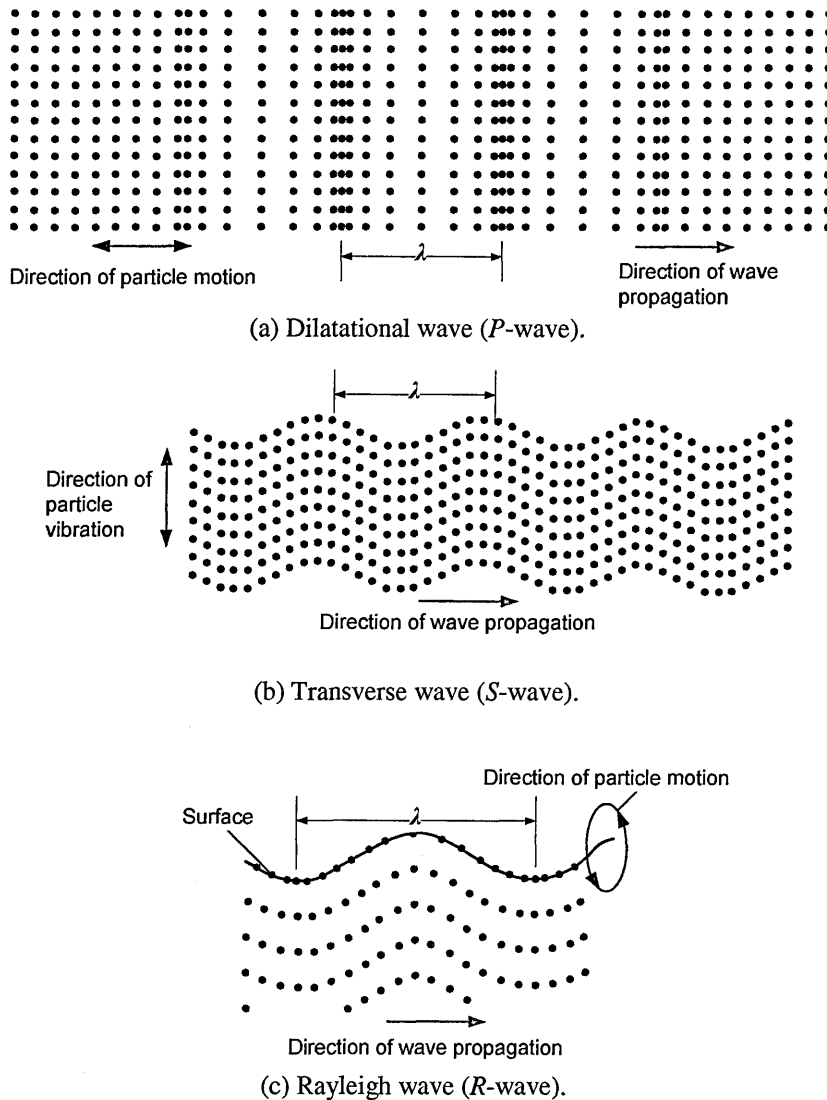 Direction of particle motion
λ
Direction of wave
propagation
(a) Dilatational wave (P-wave).
λ
Direction of
particle
vibration
Direction of wave propagation
(b) Transverse wave (S-wave).
Direction of particle motion
λ
Surface
Direction of wave propagation
(c) Rayleigh wave (R-wave).